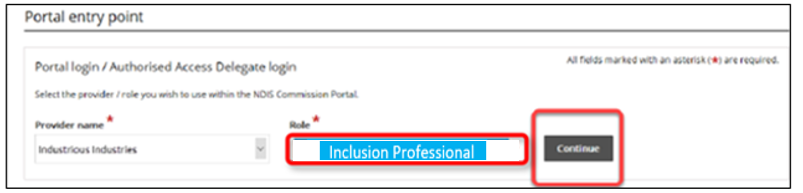 Portal entry point
All fields marked with an asterisk (*) are required.
Portal login / Authorised Access Delegate login
Select the provider / role you wish to use within the NDIS Commission Portal.
Provider name * Role *
Industrious Industries Inclusion Professional Continue